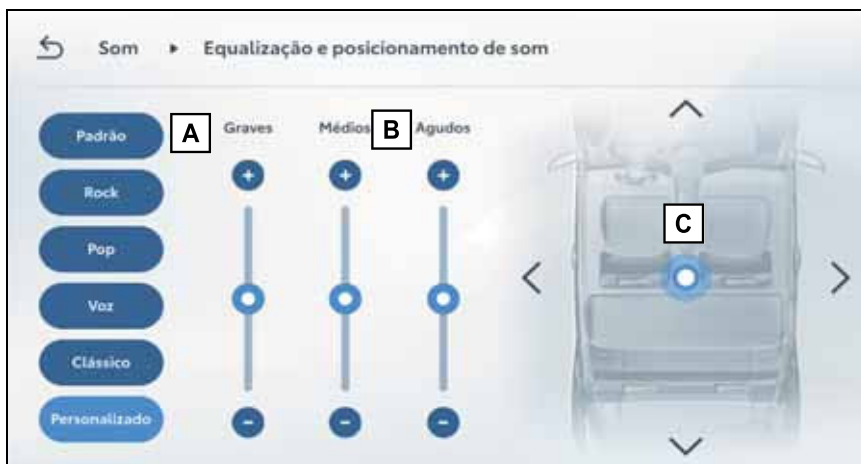 Som ▸ Equalização e posicionamento de som
A Graves Médios B Agudos
Padrão
Rock
Pop
Voz
Clássico
Personalizado
+ + +
- - -
C